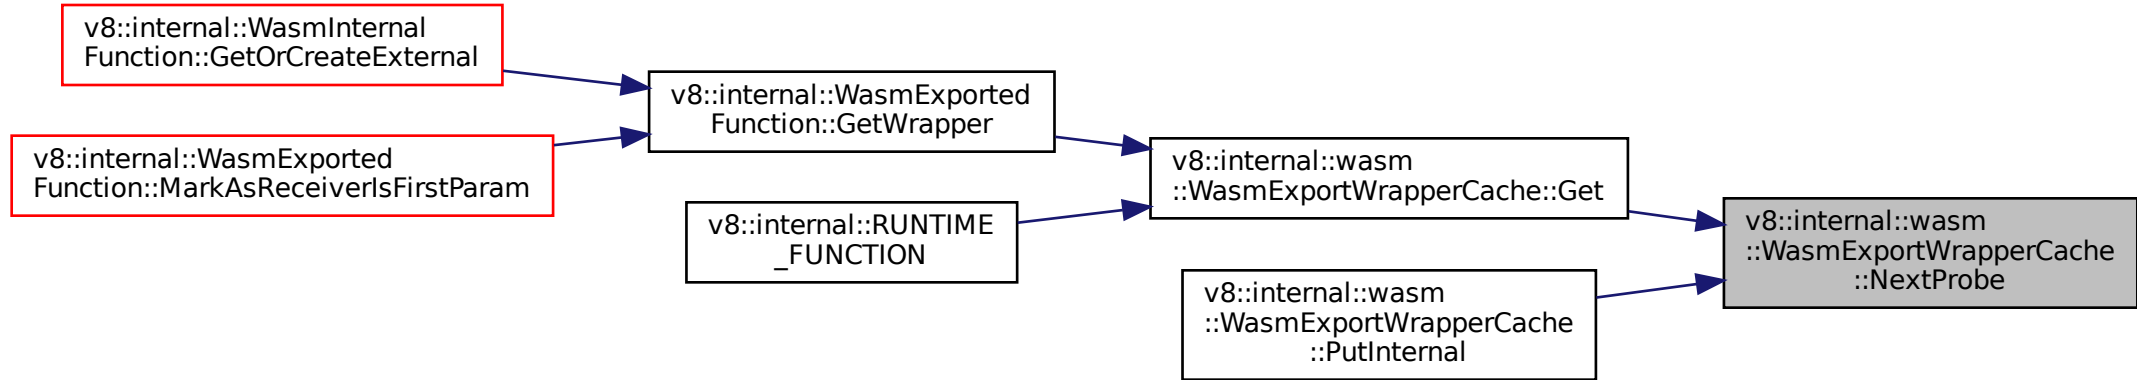 v8::internal::WasmInternal
Function::GetOrCreateExternal
v8::internal::WasmExported
Function::MarkAsReceiverIsFirstParam
v8::internal::WasmExported
Function::GetWrapper
v8::internal::RUNTIME
_FUNCTION
v8::internal::wasm
::WasmExportWrapperCache::Get
v8::internal::wasm
::WasmExportWrapperCache
::PutInternal
v8::internal::wasm
::WasmExportWrapperCache
::NextProbe